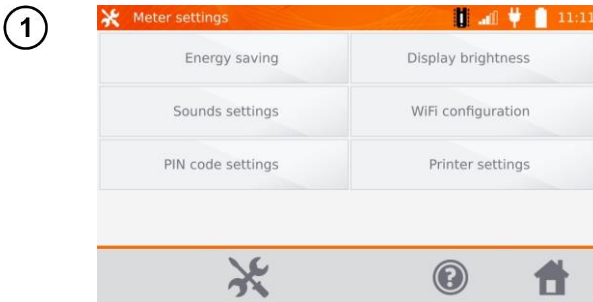 1
Meter settings 11:11
Energy saving Display brightness
Sounds settings WiFi configuration
PIN code settings Printer settings
?